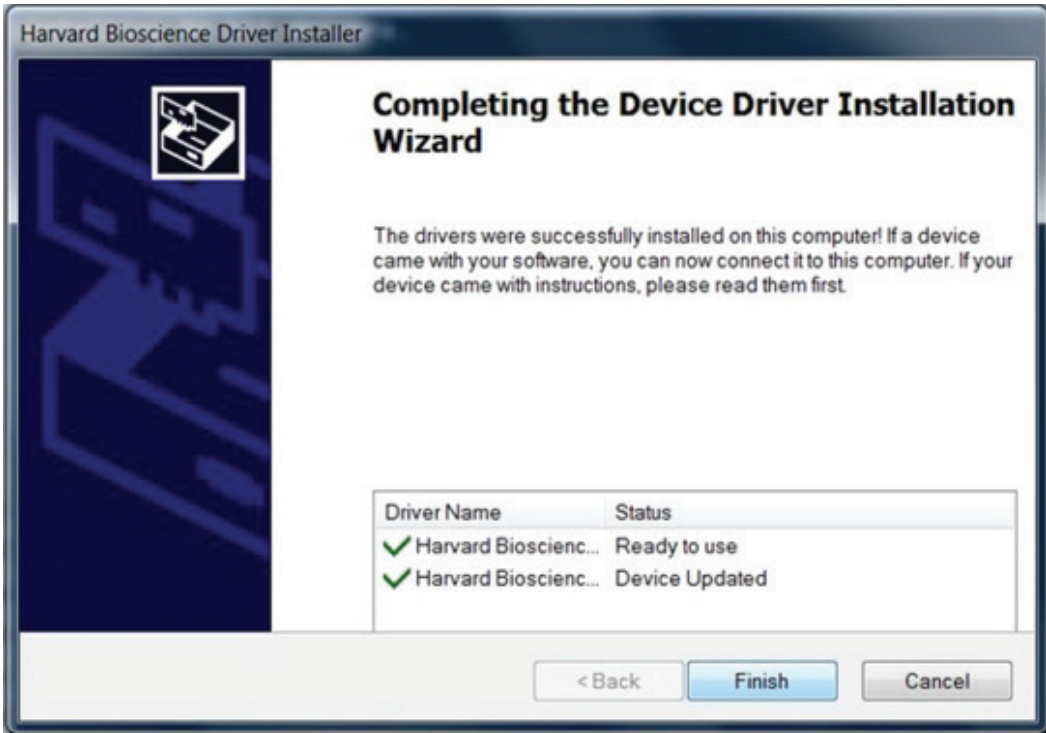 Harvard Bioscience Driver Installer
Completing the Device Driver Installation
Wizard
The drivers were successfully installed on this computer! If a device
came with your software, you can now connect it to this computer. If your
device came with instructions, please read them first.
Driver Name Status
Harvard Bioscienc... Ready to use
Harvard Bioscienc... Device Updated
< Back Finish Cancel